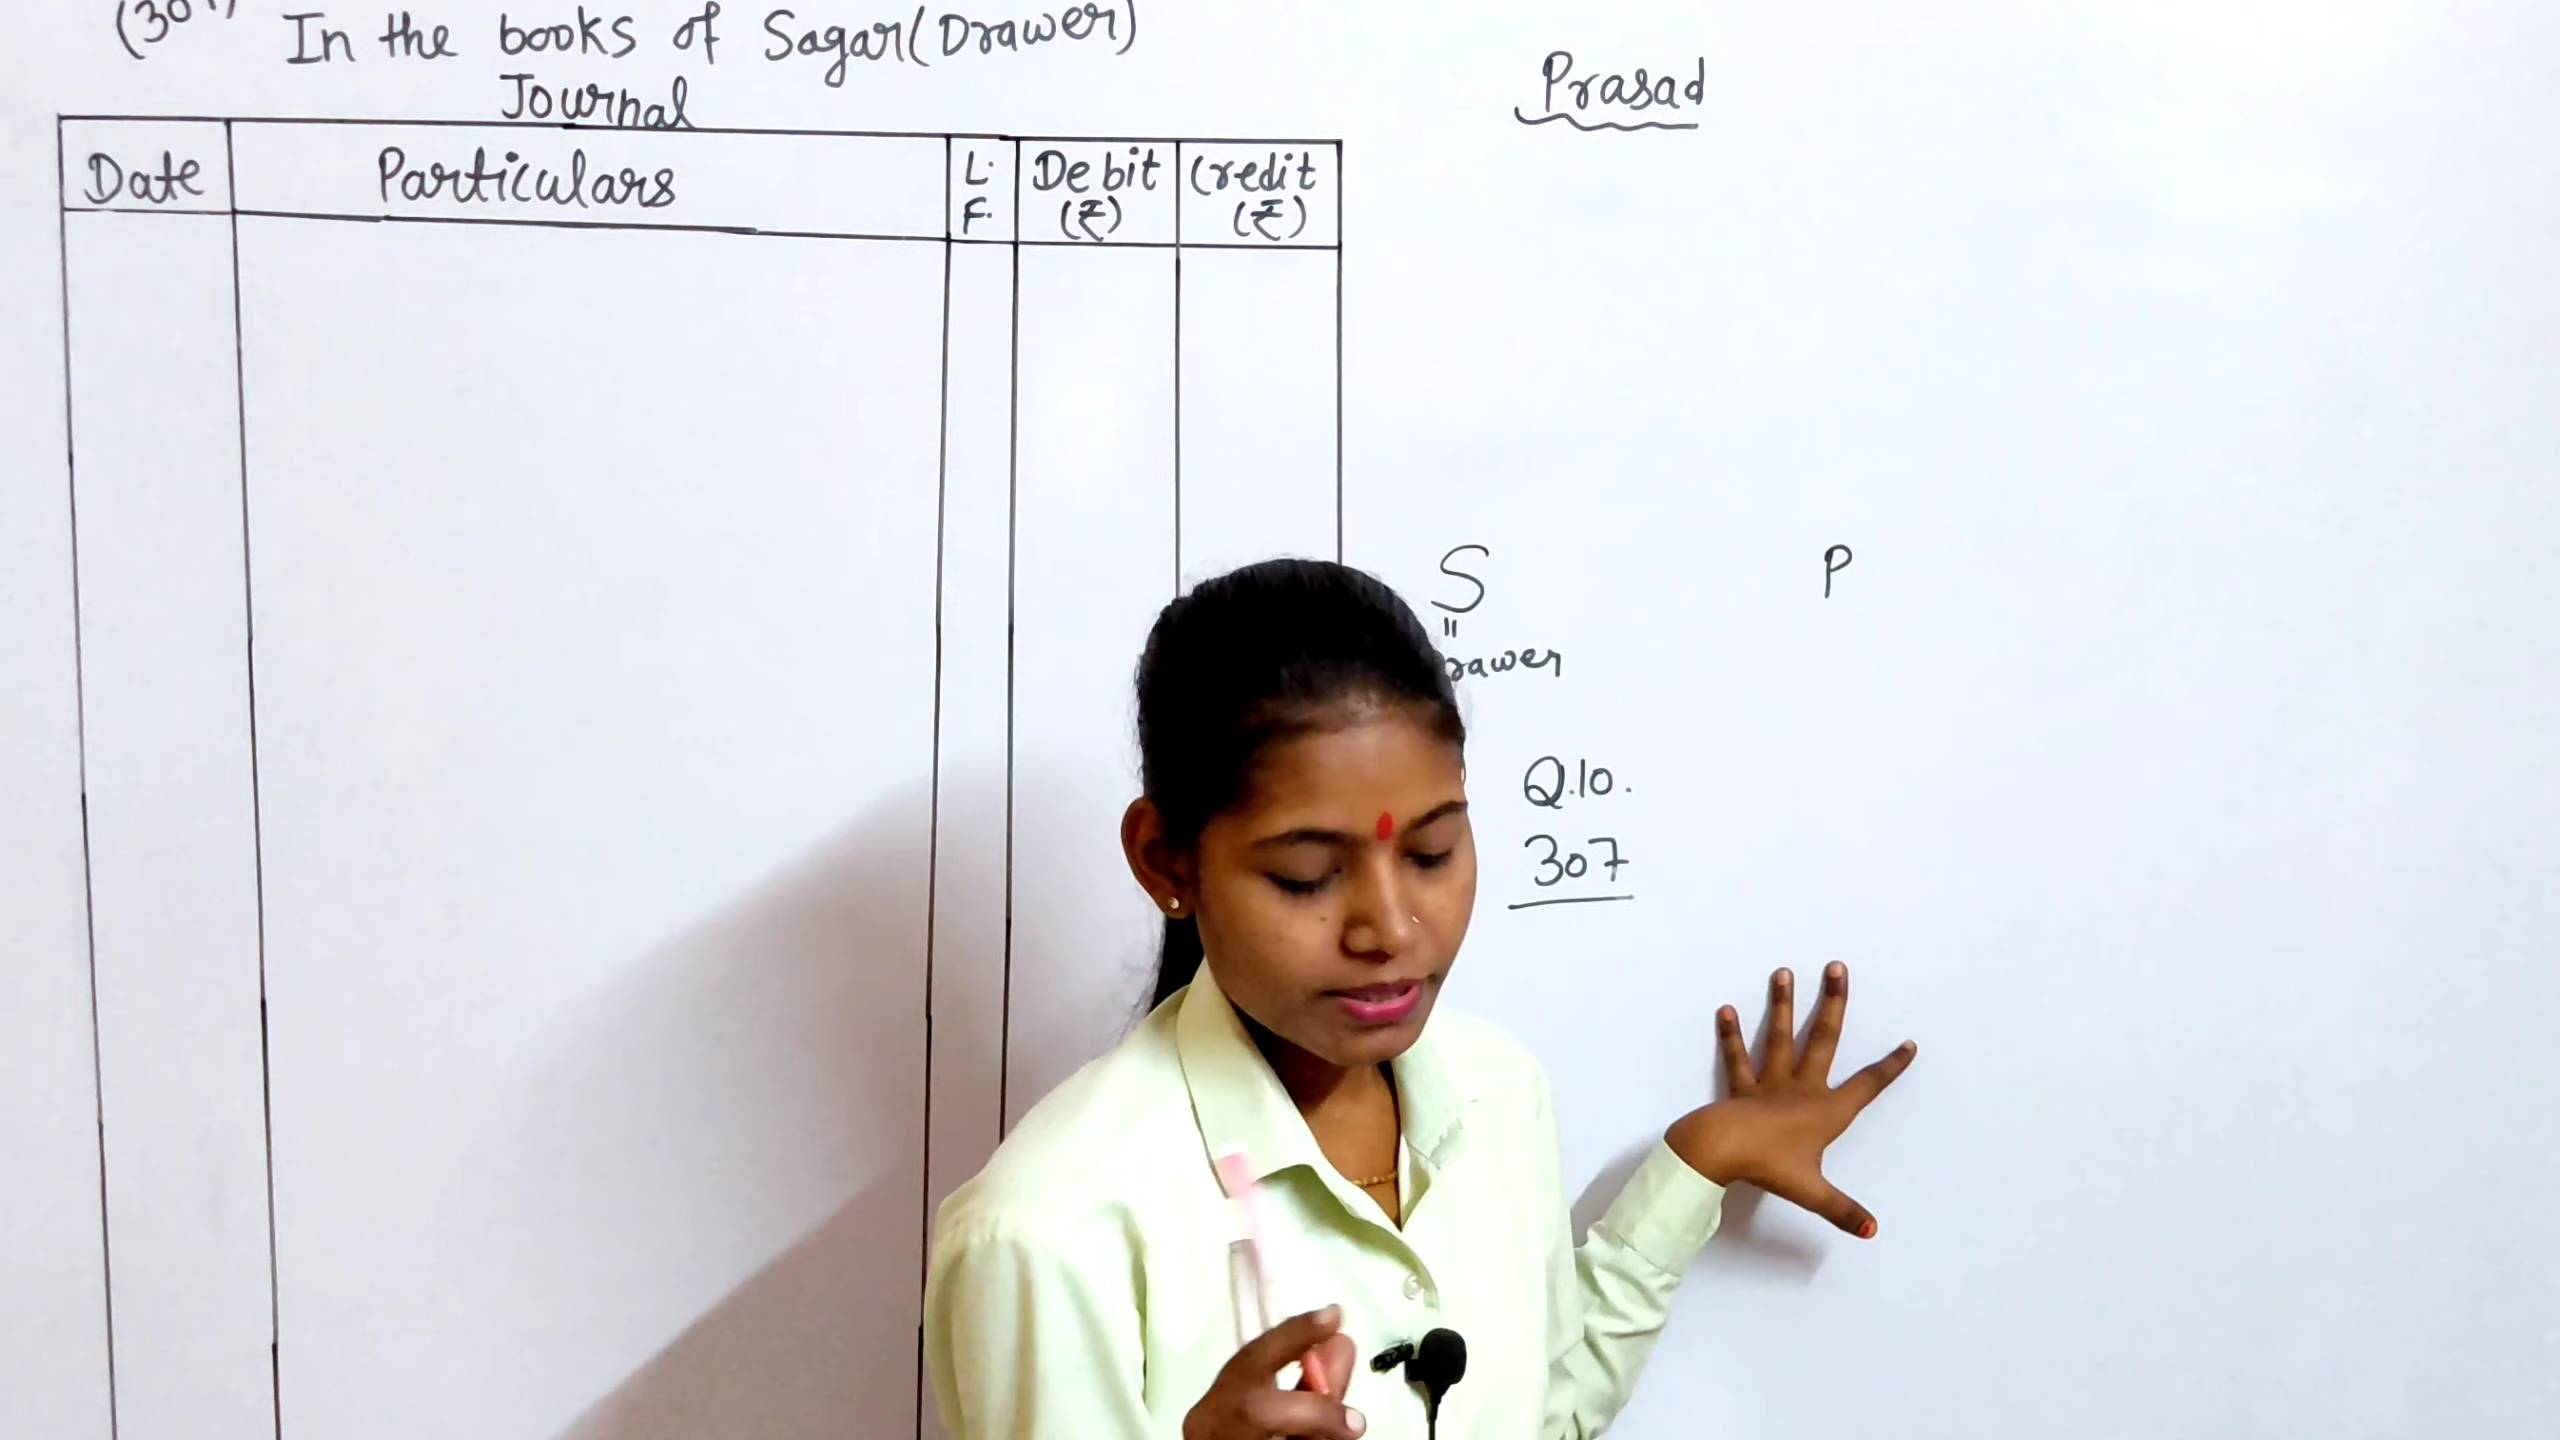 In the books of Sagar (Drawer)
Journal
Date Particulars L. F. Debit (₹) Credit (₹)
Prasad
S P
"
Q.10.
307